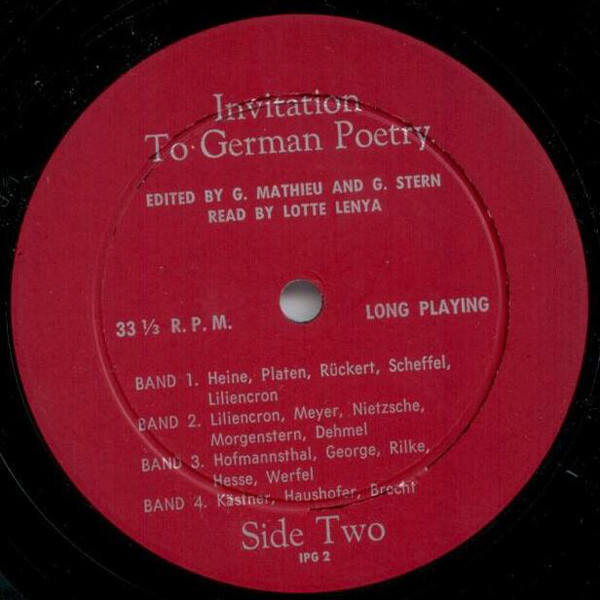 Invitation
To German Poetry
EDITED BY G. MATHIEU AND G. STERN
READ BY LOTTE LENYA
33 1/3 R. P. M.
LONG PLAYING
BAND 1. Heine, Platen, Rückert, Scheffel,
Liliencron
BAND 2. Liliencron, Meyer, Nietzsche,
Morgenstern, Dehmel
BAND 3. Hofmannsthal, George, Rilke,
Hesse, Werfel
BAND 4. Kästner, Haushofer, Brecht
Side Two
IPG 2